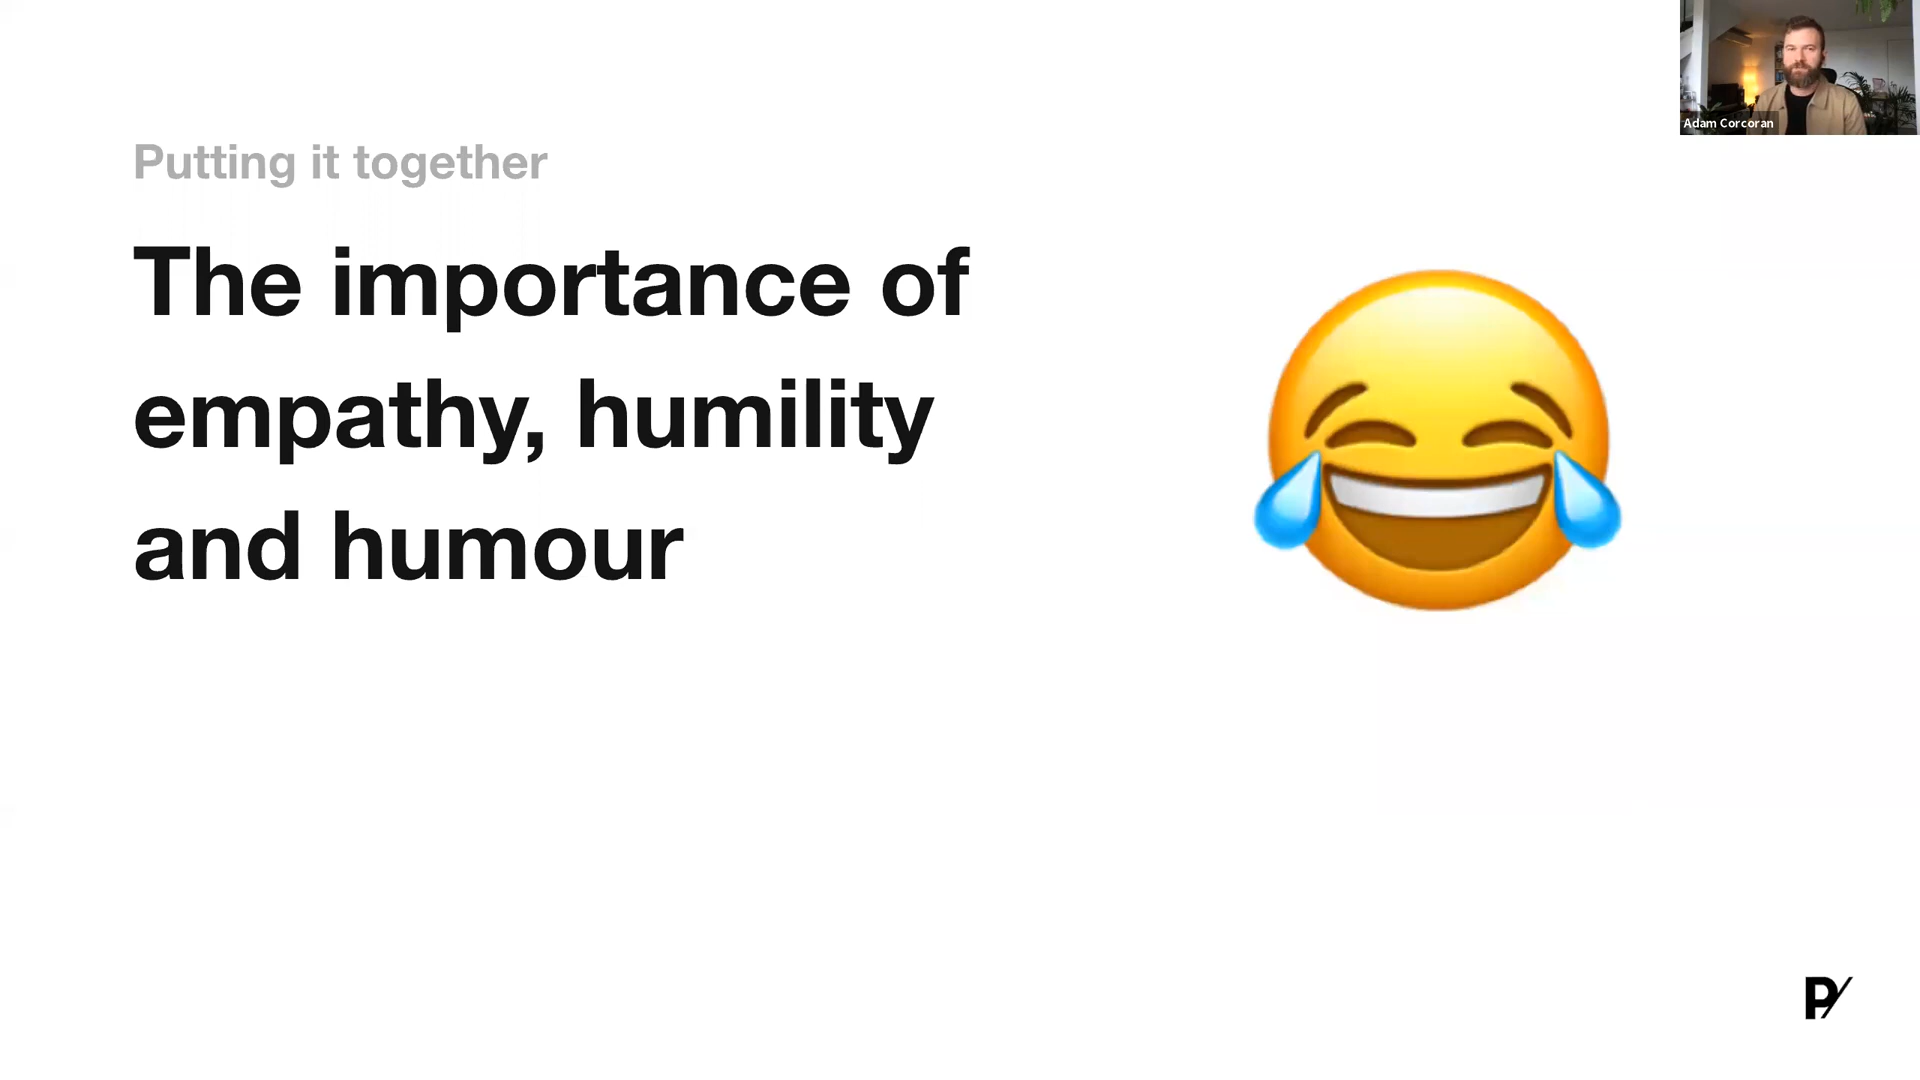 Putting it together
The importance of
empathy, humility
and humour
Adam Corcoran
P/